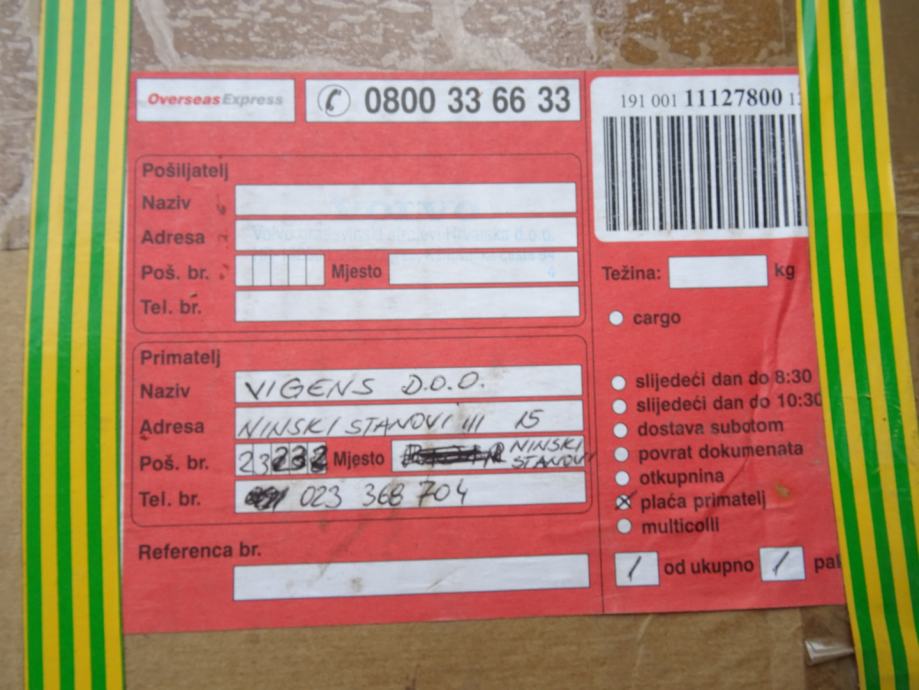 Overseas Express
0800 33 66 33
191 001 11127800
Pošiljatelj
Naziv
Adresa
Poš. br. Mjesto
Tel. br.
Primatelj
Naziv VIGENS D.O.O.
Adresa NINSKI STANOVI III 15
Poš. br. 23232 Mjesto NINSKI
STANOVI
Tel. br. 023 368 704
Referenca br.
Težina: kg
cargo
slijedeći dan do 8:30
slijedeći dan do 10:30
dostava subotom
povrat dokumenata
otkupnina
plaća primatelj
multicolli
1 od ukupno 1